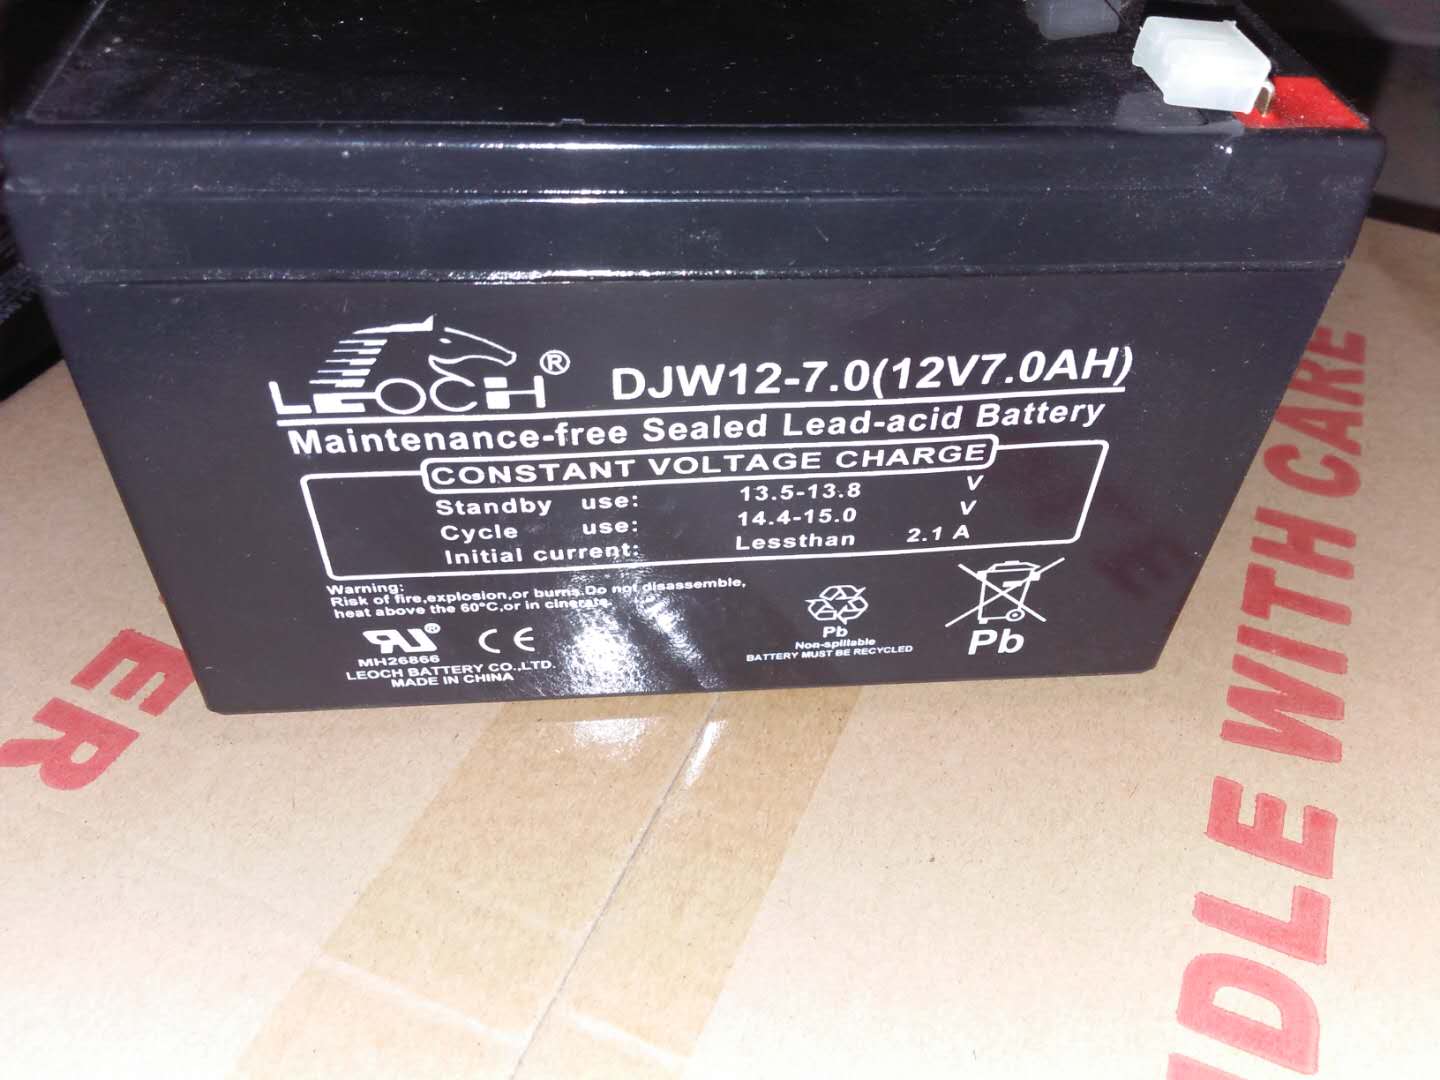 LEOCH®
DJW12-7.0(12V7.0AH)
Maintenance-free Sealed Lead-acid Battery
CONSTANT VOLTAGE CHARGE
Standby use: 13.5-13.8 V
Cycle use: 14.4-15.0 V
Initial current: Lessthan 2.1 A
Warning:
Risk of fire,explosion,or burns.Do not disassemble,
heat above the 60°C,or in cinerate.
RU® CE
MH26866
LEOCH BATTERY CO.,LTD.
MADE IN CHINA
Pb
Non-spillable
BATTERY MUST BE RECYCLED
Pb
ER
NDLE WITH CARE